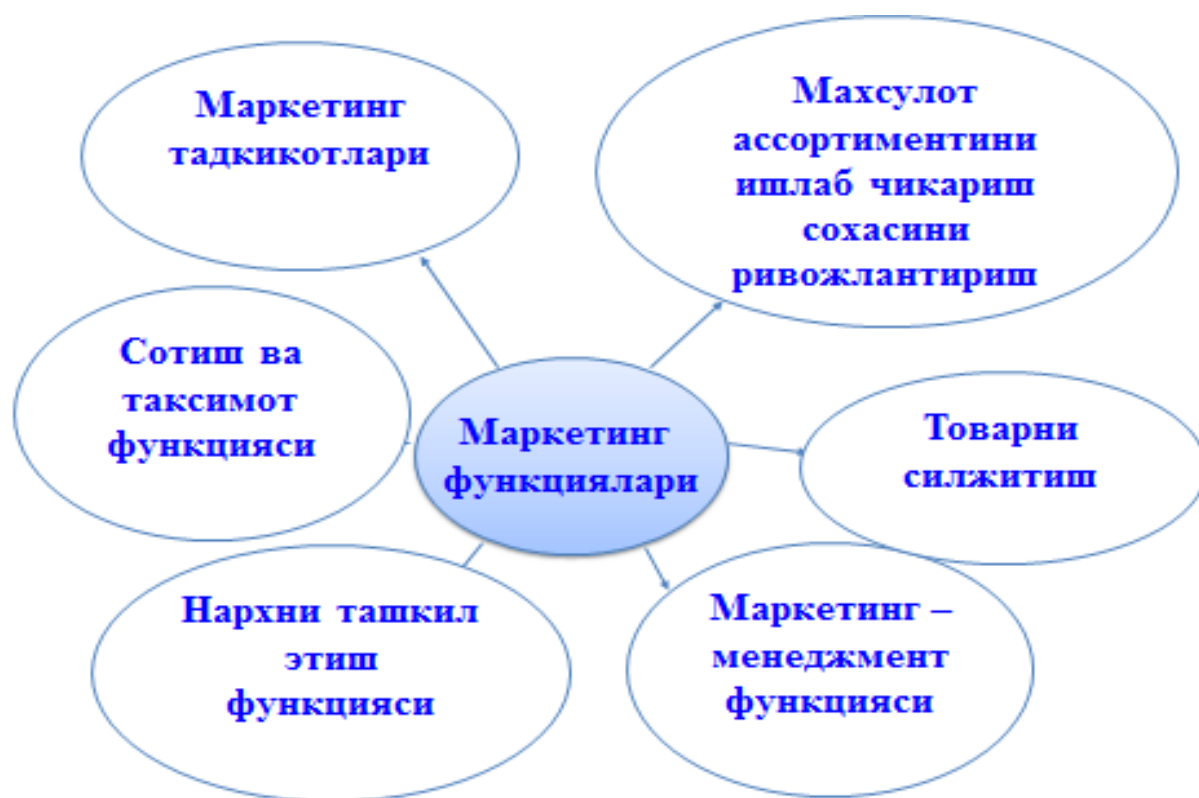 Маркетинг
тадкикотлари
Махсулот
ассортиментини
ишлаб чикариш
сохасини
ривожлантириш
Сотиш ва
таксимот
функцияси
Маркетинг
функциялари
Товарни
силжитиш
Нархни ташкил
этиш
функцияси
Маркетинг –
менеджмент
функцияси